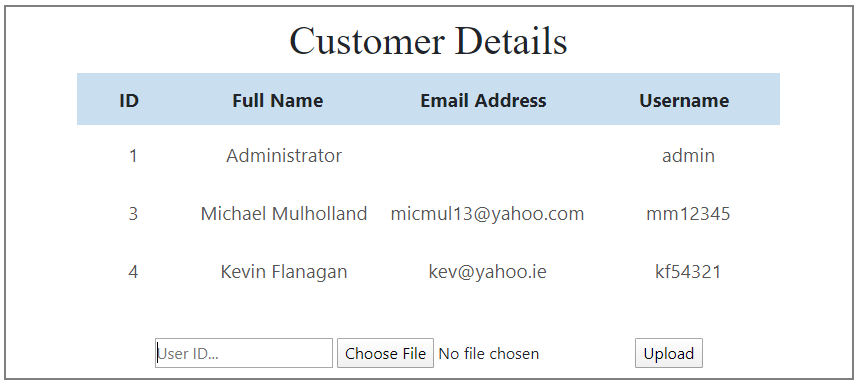 Customer Details
ID Full Name Email Address Username
1 Administrator admin
3 Michael Mulholland micmul13@yahoo.com mm12345
4 Kevin Flanagan kev@yahoo.ie kf54321
User ID... Choose File No file chosen Upload